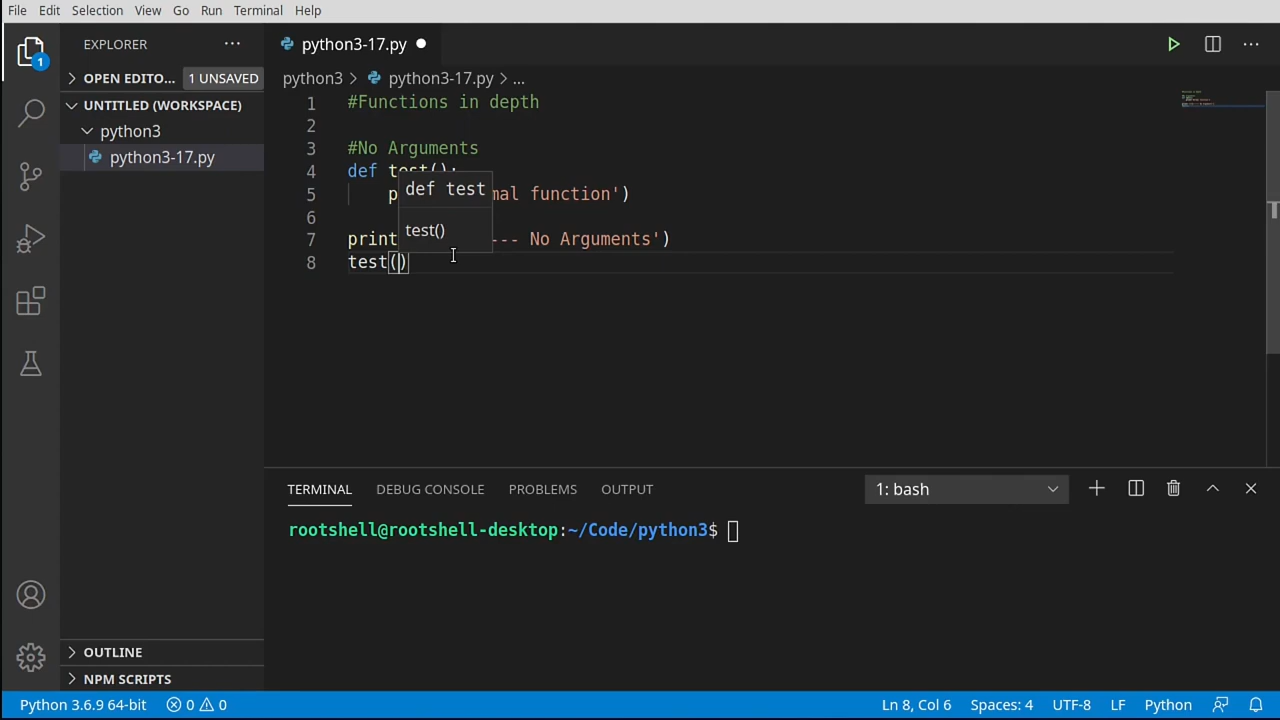 File Edit Selection View Go Run Terminal Help
EXPLORER ···
python3-17.py
1
OPEN EDITO... 1 UNSAVED
python3 > python3-17.py > ...
UNTITLED (WORKSPACE)
python3
python3-17.py
1 #Functions in depth
2
3 #No Arguments
4 def test():
5 p mal function')
6
7 print --- No Arguments')
8 test()
def test
test()
TERMINAL DEBUG CONSOLE PROBLEMS OUTPUT 1: bash
rootshell@rootshell-desktop:~/Code/python3$
OUTLINE
NPM SCRIPTS
Python 3.6.9 64-bit 0 0 Ln 8, Col 6 Spaces: 4 UTF-8 LF Python